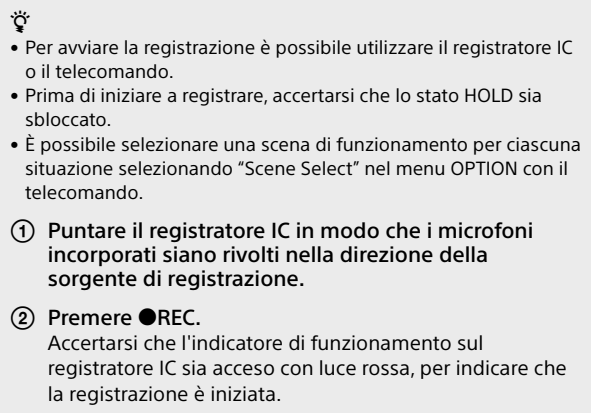 • Per avviare la registrazione è possibile utilizzare il registratore IC
o il telecomando.
• Prima di iniziare a registrare, accertarsi che lo stato HOLD sia
sbloccato.
• È possibile selezionare una scena di funzionamento per ciascuna
situazione selezionando “Scene Select” nel menu OPTION con il
telecomando.
① Puntare il registratore IC in modo che i microfoni
incorporati siano rivolti nella direzione della
sorgente di registrazione.
② Premere ●REC.
Accertarsi che l'indicatore di funzionamento sul
registratore IC sia acceso con luce rossa, per indicare che
la registrazione è iniziata.